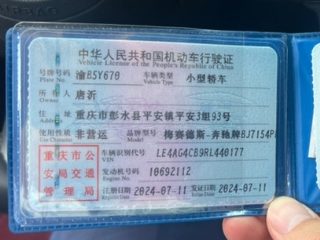 中华人民共和国机动车行驶证
Vehicle License of the People's Republic of China
号牌号码 渝B5Y670 车辆类型 小型轿车
Plate No. Vehicle Type
所有人 唐沂
Owner
住址 重庆市彭水县平安镇平安3组93号
Address
使用性质 非营运 品牌型号 梅赛德斯-奔驰牌BJ7154P
Use Character Model
重庆市公安局交通管理局
车辆识别代号 LE4AG4CB9RL440177
VIN
发动机号码 10692112
Engine No.
注册日期 2024-07-11 发证日期 2024-07-11
Register Date Issue Date